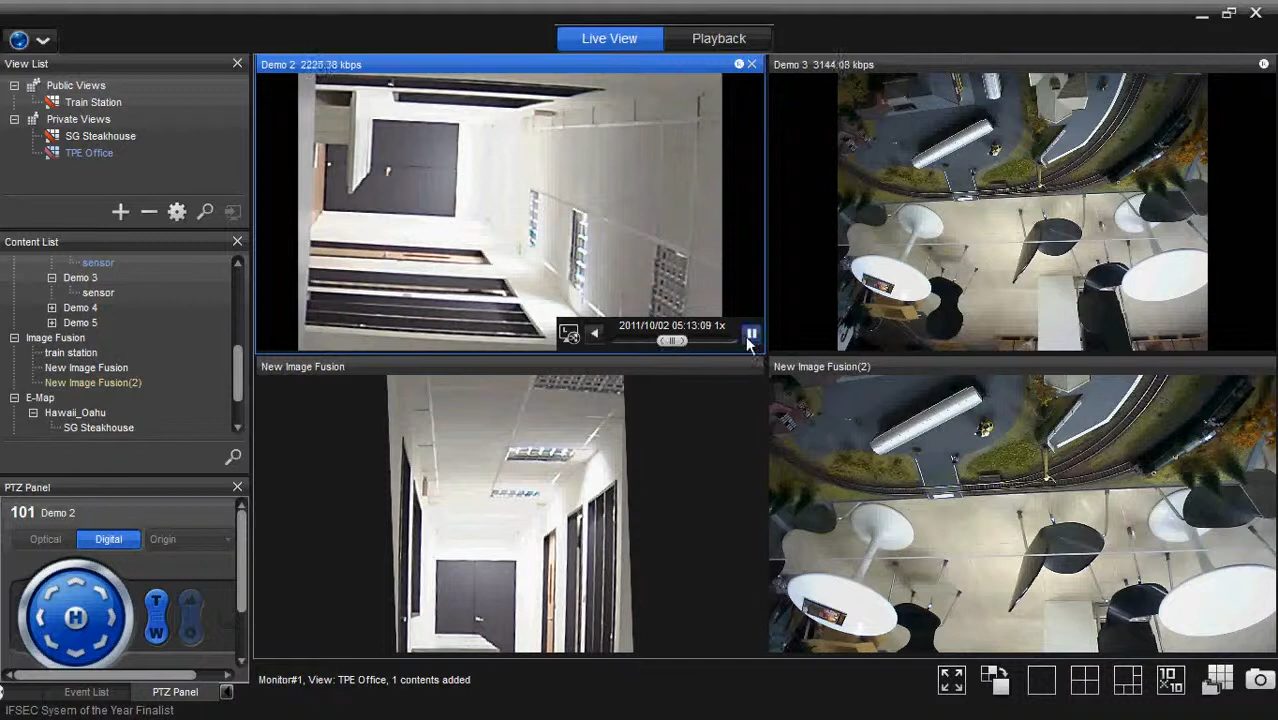 Live View
Playback
View List
Public Views
Train Station
Private Views
SG Steakhouse
TPE Office
Content List
sensor
Demo 3
sensor
Demo 4
Demo 5
Image Fusion
train station
New Image Fusion
New Image Fusion(2)
E-Map
Hawaii_Oahu
SG Steakhouse
PTZ Panel
101 Demo 2
Optical
Digital
Origin
H
T
W
Event List
PTZ Panel
IFSEC Sysem of the Year Finalist
Demo 2
kbps
2011/10/02 05:13:09 1x
Demo 3
kbps
New Image Fusion
New Image Fusion(2)
Monitor#1, View: TPE Office, 1 contents added
10
10